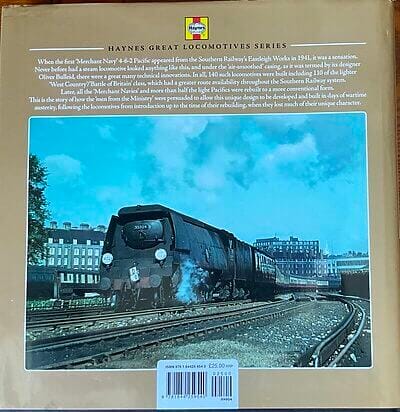 Haynes
HAYNES GREAT LOCOMOTIVES SERIES
When the first 'Merchant Navy' 4-6-2 Pacific appeared from the Southern Railway's Eastleigh Works in 1941, it was a sensation.
Never before had a steam locomotive looked anything like this, and under the 'air-smoothed' casing, as it was termed by its designer
Oliver Bulleid, there were a great many technical innovations. In all, 140 such locomotives were built including 110 of the lighter
'West Country'/'Battle of Britain' class, which had a greater route availability throughout the Southern Railway system.
Later, all the 'Merchant Navies' and more than half the light Pacifics were rebuilt to a more conventional form.
This is the story of how the 'men from the Ministry' were persuaded to allow this unique design to be developed and built in days of wartime
austerity, following the locomotives from introduction up to the time of their rebuilding, when they lost much of their unique character.
£25.00 RRP
02500